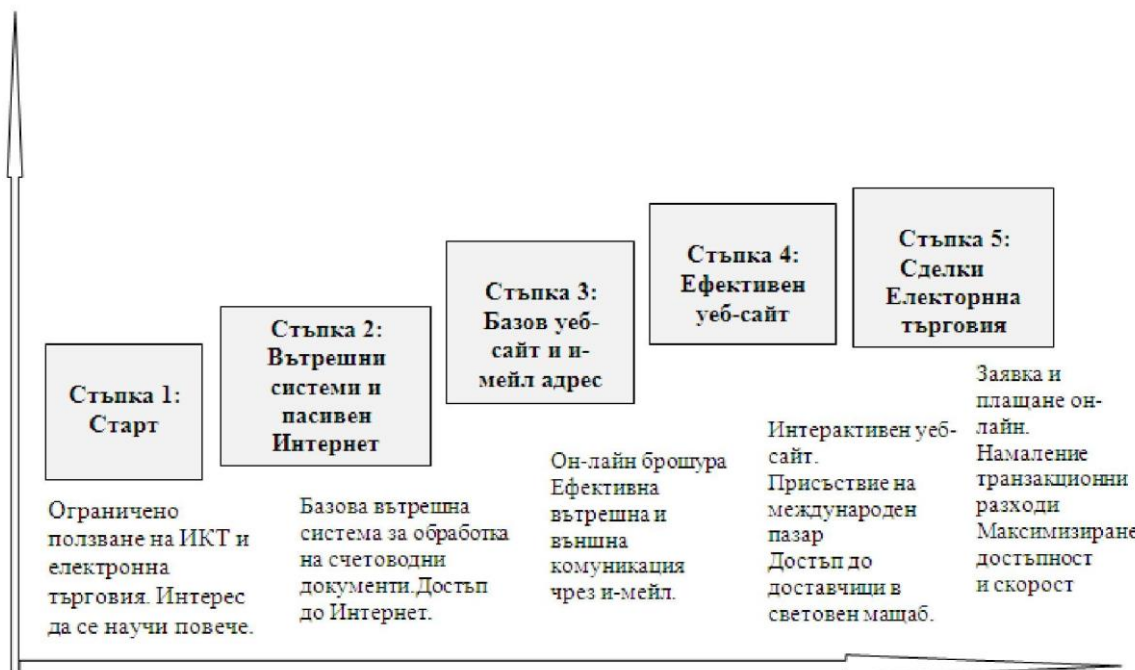 Стъпка 1:
Старт
Ограничено
ползване на ИКТ и
електронна
търговия. Интерес
да се научи повече.
Стъпка 2:
Вътрешни
системи и
пасивен
Интернет
Базова вътрешна
система за обработка
на счетоводни
документи.Достъп
до Интернет.
Стъпка 3:
Базов уеб-
сайт и и-
мейл адрес
Он-лайн брошура
Ефективна
вътрешна и
външна
комуникация
чрез и-мейл.
Стъпка 4:
Ефективен
уеб-сайт
Интерактивен уеб-
сайт.
Присъствие на
международен
пазар
Достъп до
доставчици в
световен мащаб.
Стъпка 5:
Сделки
Електорнна
търговия
Заявка и
плащане он-
лайн.
Намаление
транзакционни
разходи
Максимизиране
достъпност
и скорост